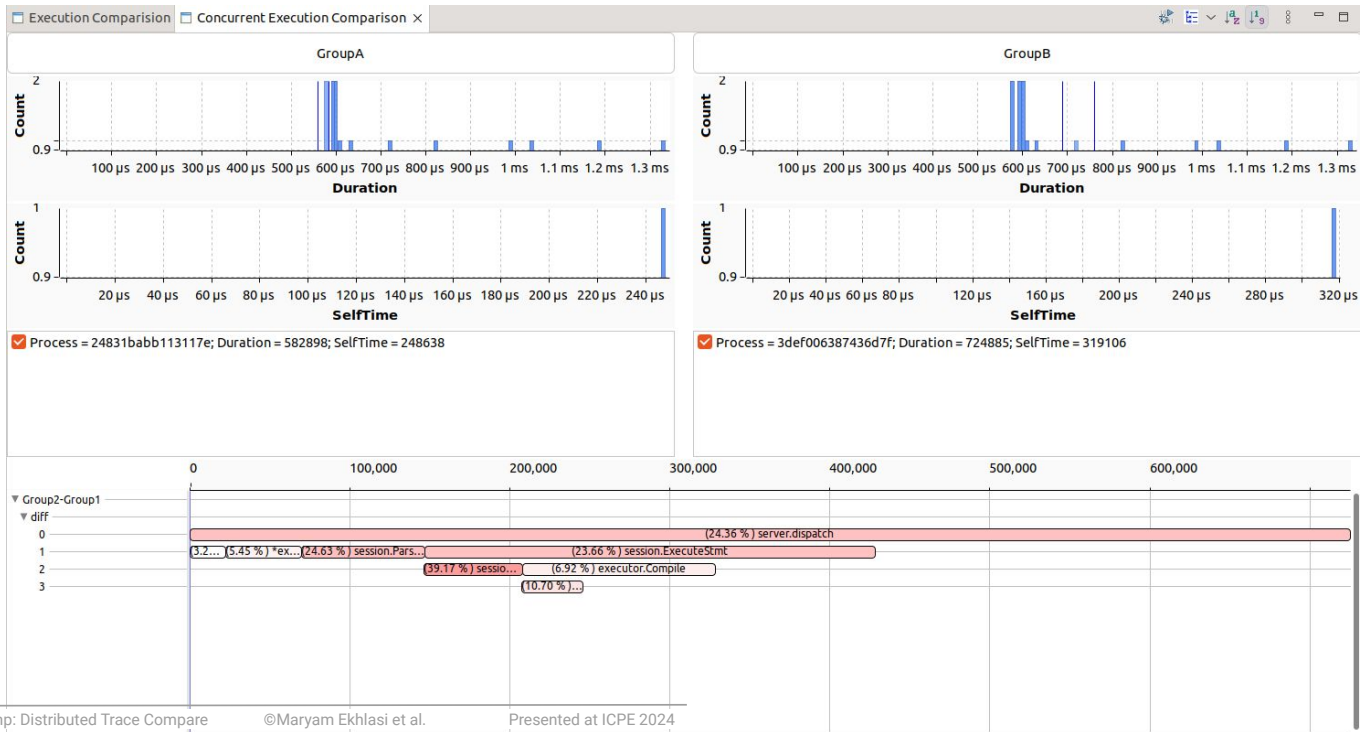 Execution Comparision Concurrent Execution Comparison ×
GroupA
2
Count
0.9
100 µs 200 µs 300 µs 400 µs 500 µs 600 µs 700 µs 800 µs 900 µs 1 ms 1.1 ms 1.2 ms 1.3 ms
Duration
1
Count
0.9
20 µs 40 µs 60 µs 80 µs 100 µs 120 µs 140 µs 160 µs 180 µs 200 µs 220 µs 240 µs
SelfTime
Process = 24831babb113117e; Duration = 582898; SelfTime = 248638
GroupB
2
Count
0.9
100 µs 200 µs 300 µs 400 µs 500 µs 600 µs 700 µs 800 µs 900 µs 1 ms 1.1 ms 1.2 ms 1.3 ms
Duration
1
Count
0.9
20 µs 40 µs 60 µs 80 µs 120 µs 160 µs 200 µs 240 µs 280 µs 320 µs
SelfTime
Process = 3def006387436d7f; Duration = 724885; SelfTime = 319106
0 100,000 200,000 300,000 400,000 500,000 600,000
Group2-Group1
diff
0 (24.36 %) server.dispatch
1 (3.2... (5.45 %) *ex... (24.63 %) session.Pars... (23.66 %) session.ExecuteStmt
2 (39.17 %) sessio... (6.92 %) executor.Compile
3 (10.70 %)...
mp: Distributed Trace Compare ©Maryam Ekhlasi et al. Presented at ICPE 2024